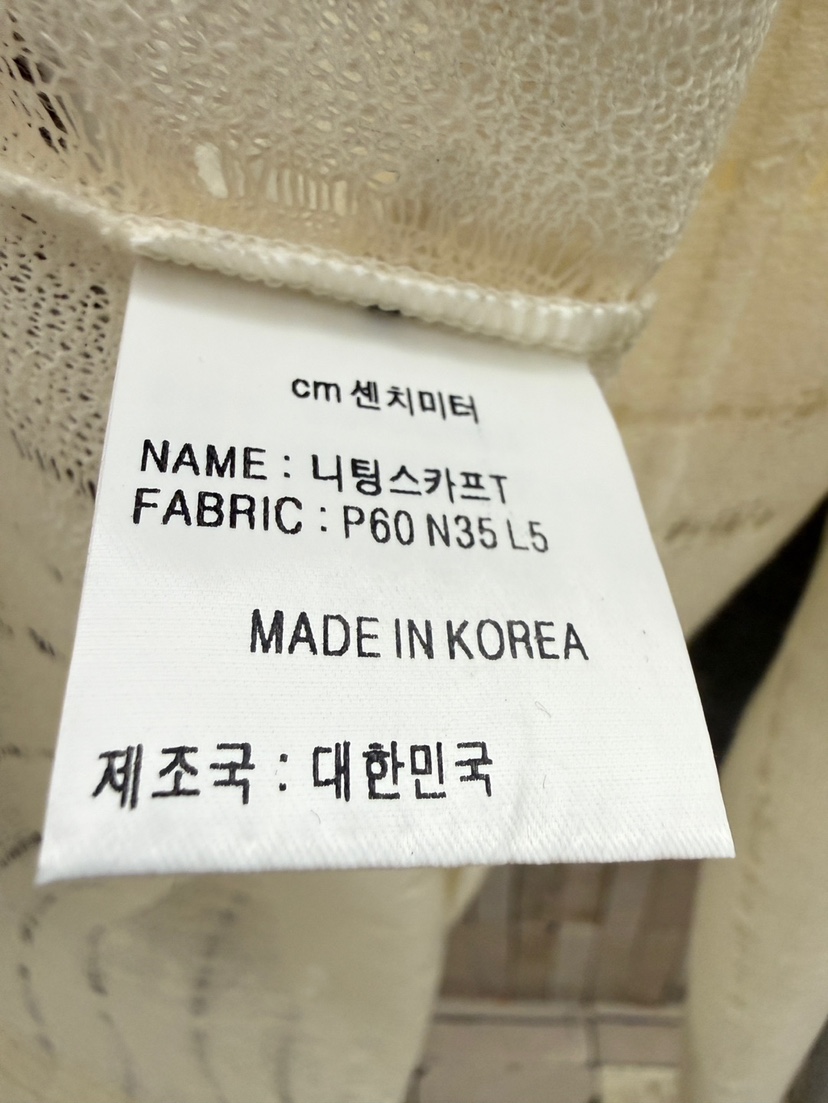 cm 센치미터
NAME : 니팅스카프T
FABRIC : P60 N35 L5
MADE IN KOREA
제조국 : 대한민국